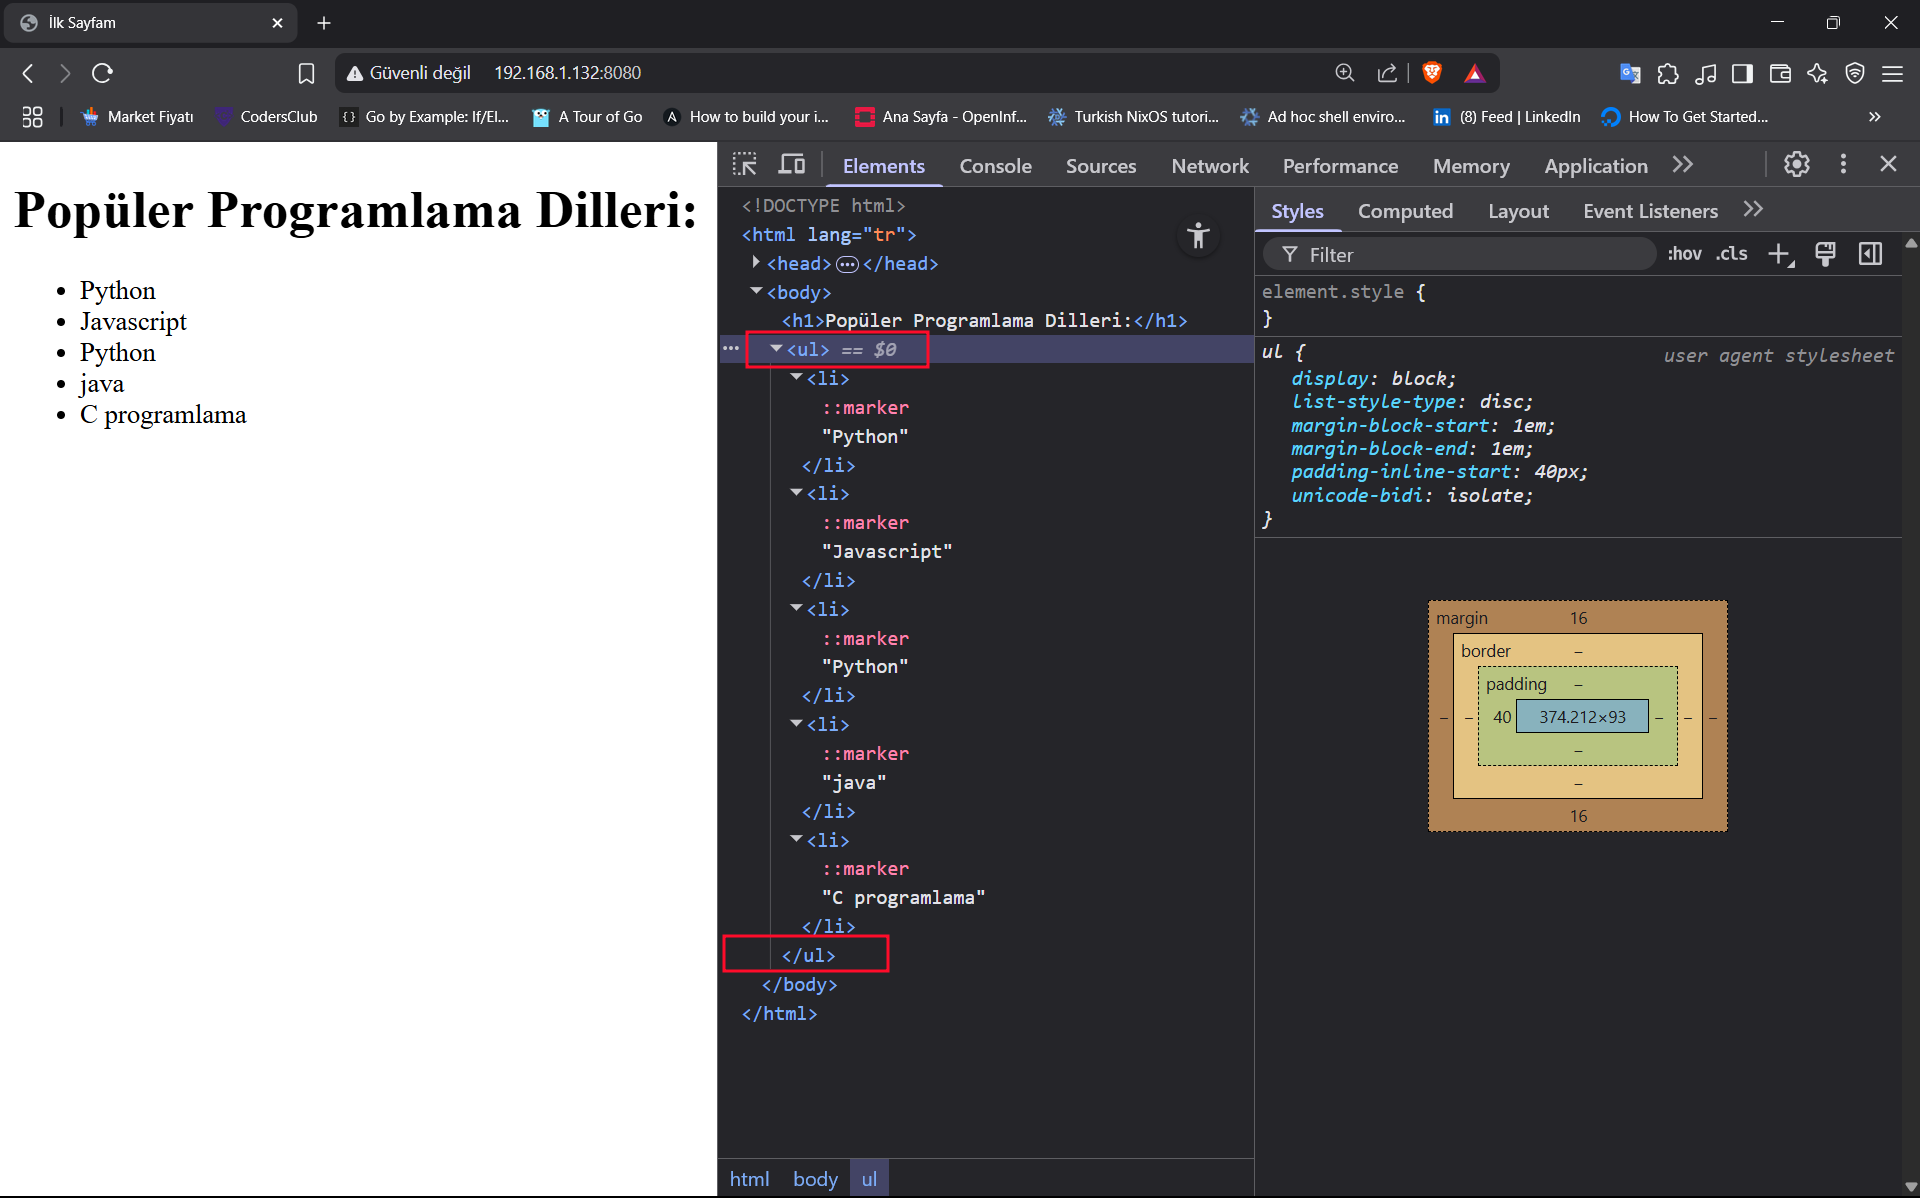 İlk Sayfam
Güvenli değil 192.168.1.132:8080
Market Fiyatı CodersClub Go by Example: If/El... A Tour of Go How to build your i... Ana Sayfa - OpenInf... Turkish NixOS tutori... Ad hoc shell enviro... (8) Feed | LinkedIn How To Get Started...
Popüler Programlama Dilleri:
• Python
• Javascript
• Python
• java
• C programlama
Elements Console Sources Network Performance Memory Application
<!DOCTYPE html>
<html lang="tr">
<head>…</head>
<body>
<h1>Popüler Programlama Dilleri:</h1>
<ul> == $0
<li>
::marker
"Python"
</li>
<li>
::marker
"Javascript"
</li>
<li>
::marker
"Python"
</li>
<li>
::marker
"java"
</li>
<li>
::marker
"C programlama"
</li>
</ul>
</body>
</html>
html body ul
Styles Computed Layout Event Listeners
Filter :hov .cls
element.style {
}
ul { user agent stylesheet
display: block;
list-style-type: disc;
margin-block-start: 1em;
margin-block-end: 1em;
padding-inline-start: 40px;
unicode-bidi: isolate;
}
margin 16
border –
padding –
– – 40 374.212×93 – – –
–
–
16